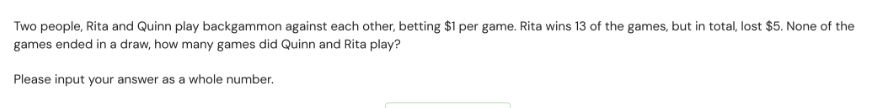 Two people, Rita and Quinn play backgammon against each other, betting $1 per game. Rita wins 13 of the games, but in total, lost $5. None of the
games ended in a draw, how many games did Quinn and Rita play?
Please input your answer as a whole number.